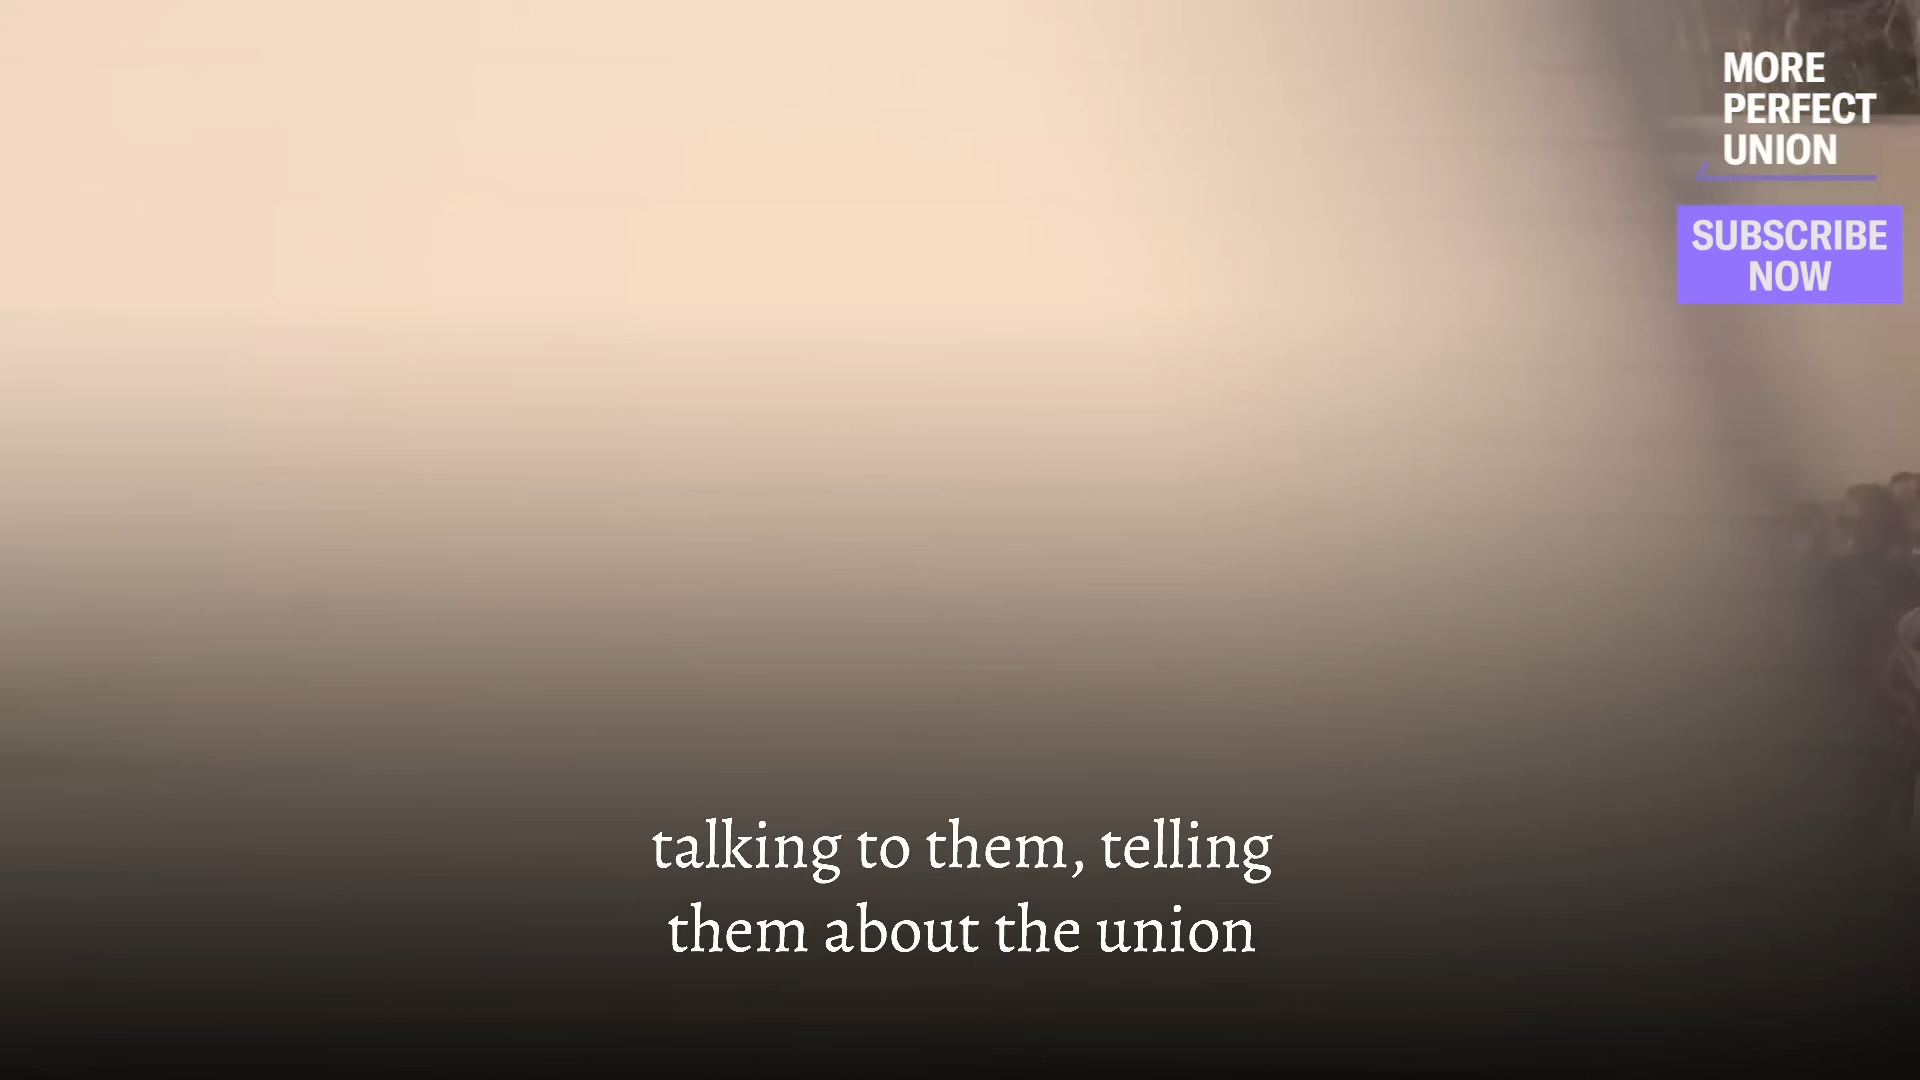 MORE
PERFECT
UNION
SUBSCRIBE
NOW
talking to them, telling
them about the union